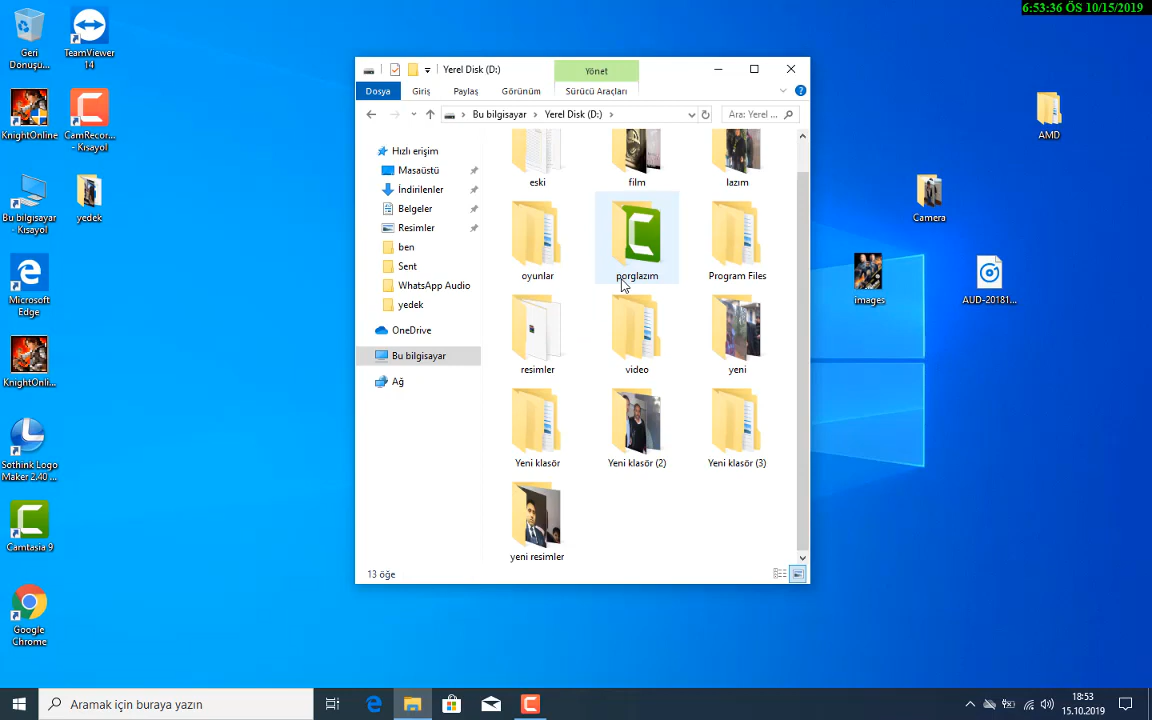 6:53:36 ÖS 10/15/2019
Geri
Dönüşü...
TeamViewer
14
KnightOnline
CamRecor...
- Kısayol
Bu bilgisayar
- Kısayol
yedek
Microsoft
Edge
KnightOnli...
Sothink Logo
Maker 2.40 ...
Camtasia 9
Google
Chrome
Yerel Disk (D:)
Yönet
Dosya
Giriş
Paylaş
Görünüm
Sürücü Araçları
Bu bilgisayar
Yerel Disk (D:)
Ara: Yerel ...
Hızlı erişim
Masaüstü
İndirilenler
Belgeler
Resimler
ben
Sent
WhatsApp Audio
yedek
OneDrive
Bu bilgisayar
Ağ
eski
film
lazım
oyunlar
porglazım
Program Files
resimler
video
yeni
Yeni klasör
Yeni klasör (2)
Yeni klasör (3)
yeni resimler
13 öğe
AMD
Camera
images
AUD-20181...
Aramak için buraya yazın
18:53
15.10.2019